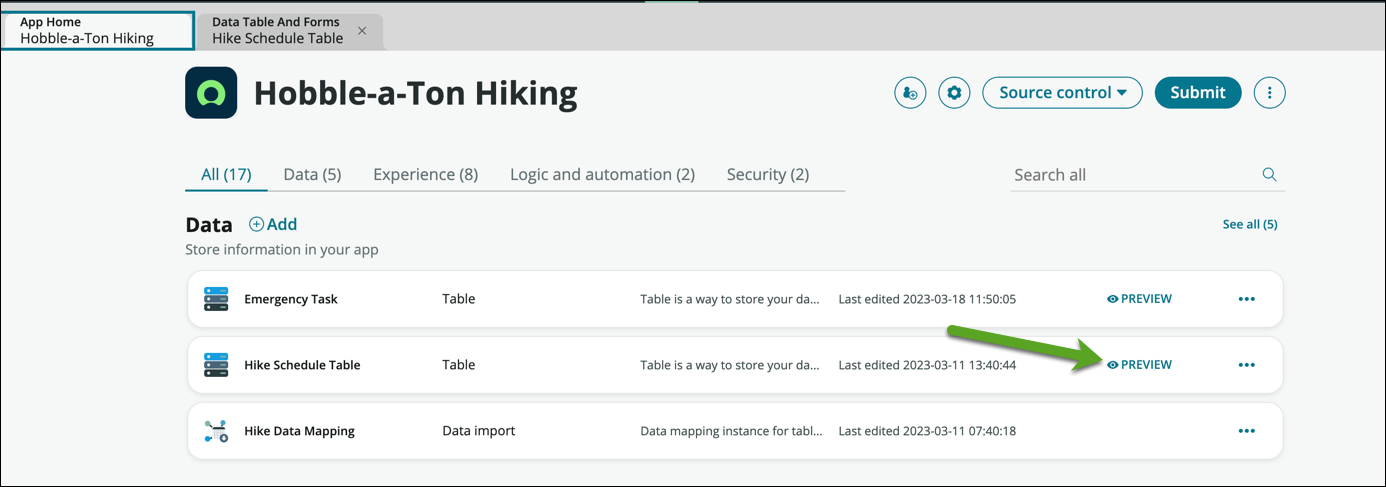 App Home
Hobble-a-Ton Hiking
Data Table And Forms
Hike Schedule Table
Hobble-a-Ton Hiking
Source control
Submit
All (17) Data (5) Experience (8) Logic and automation (2) Security (2) Search all
Data Add See all (5)
Store information in your app
Emergency Task Table Table is a way to store your da... Last edited 2023-03-18 11:50:05 PREVIEW
Hike Schedule Table Table Table is a way to store your da... Last edited 2023-03-11 13:40:44 PREVIEW
Hike Data Mapping Data import Data mapping instance for tabl... Last edited 2023-03-11 07:40:18